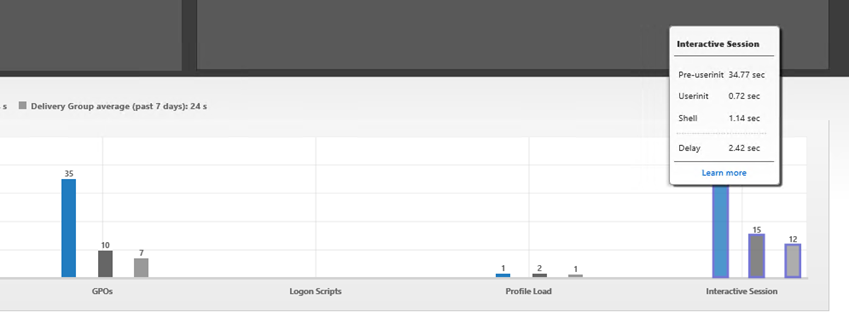 Interactive Session
Pre-userinit 34.77 sec
Userinit 0.72 sec
Shell 1.14 sec
Delay 2.42 sec
Learn more
s Delivery Group average (past 7 days): 24 s
35
10
7
1
2
1
15
12
GPOs
Logon Scripts
Profile Load
Interactive Session